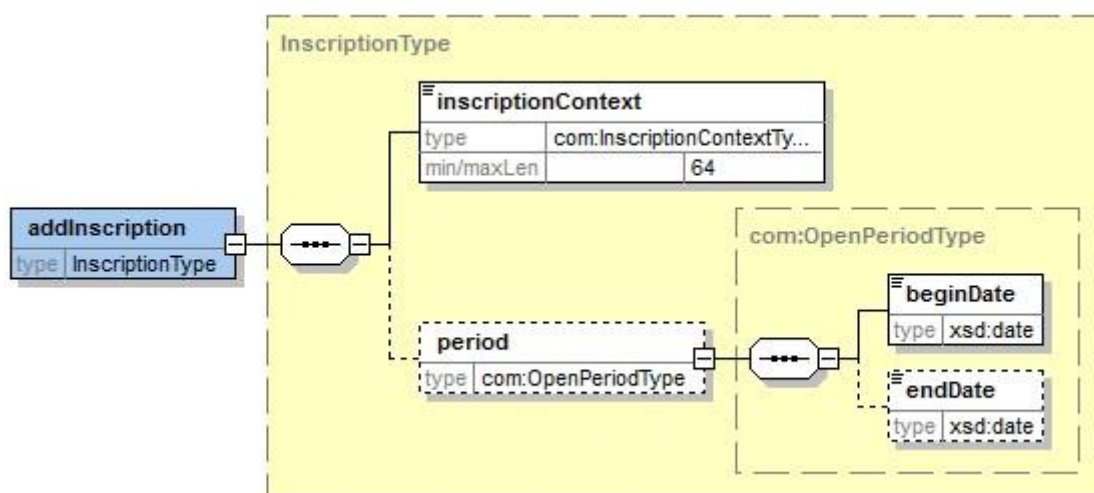 InscriptionType
inscriptionContext
type com:InscriptionContextTy...
min/maxLen 64
addInscription
type InscriptionType
com:OpenPeriodType
beginDate
type xsd:date
period
type com:OpenPeriodType
endDate
type xsd:date